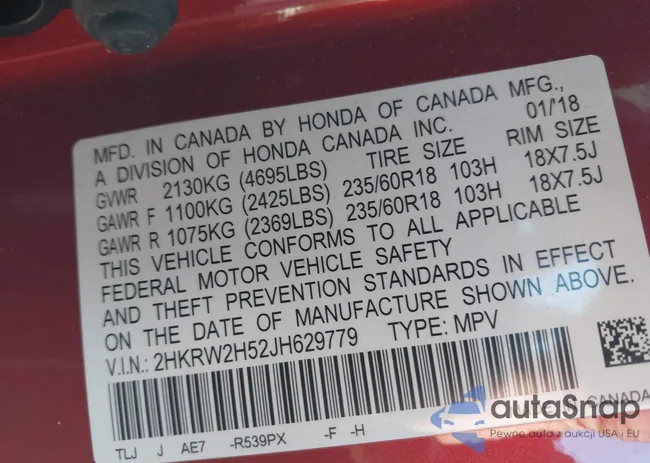 MFD. IN CANADA BY HONDA OF CANADA MFG.,
A DIVISION OF HONDA CANADA INC. 01/'18
GVWR 2130KG (4695LBS) TIRE SIZE RIM SIZE
GAWR F 1100KG (2425LBS) 235/60R18 103H 18X7.5J
GAWR R 1075KG (2369LBS) 235/60R18 103H 18X7.5J
THIS VEHICLE CONFORMS TO ALL APPLICABLE
FEDERAL MOTOR VEHICLE SAFETY
AND THEFT PREVENTION STANDARDS IN EFFECT
ON THE DATE OF MANUFACTURE SHOWN ABOVE.
V.I.N.: 2HKRW2H52JH629779 TYPE: MPV
CANADA
TLJ J AE7 -R539PX -F -H
autaSnap
Pewne auto z aukcji USA i EU